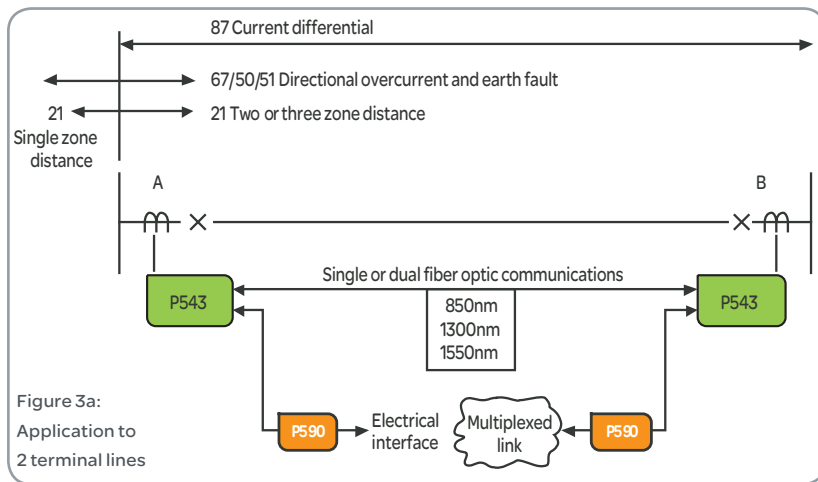 87 Current differential
67/50/51 Directional overcurrent and earth fault
21
21 Two or three zone distance
Single zone
distance
A
B
Single or dual fiber optic communications
P543
850nm
1300nm
1550nm
P543
Figure 3a:
Application to
2 terminal lines
P590
Electrical
interface
Multiplexed
link
P590